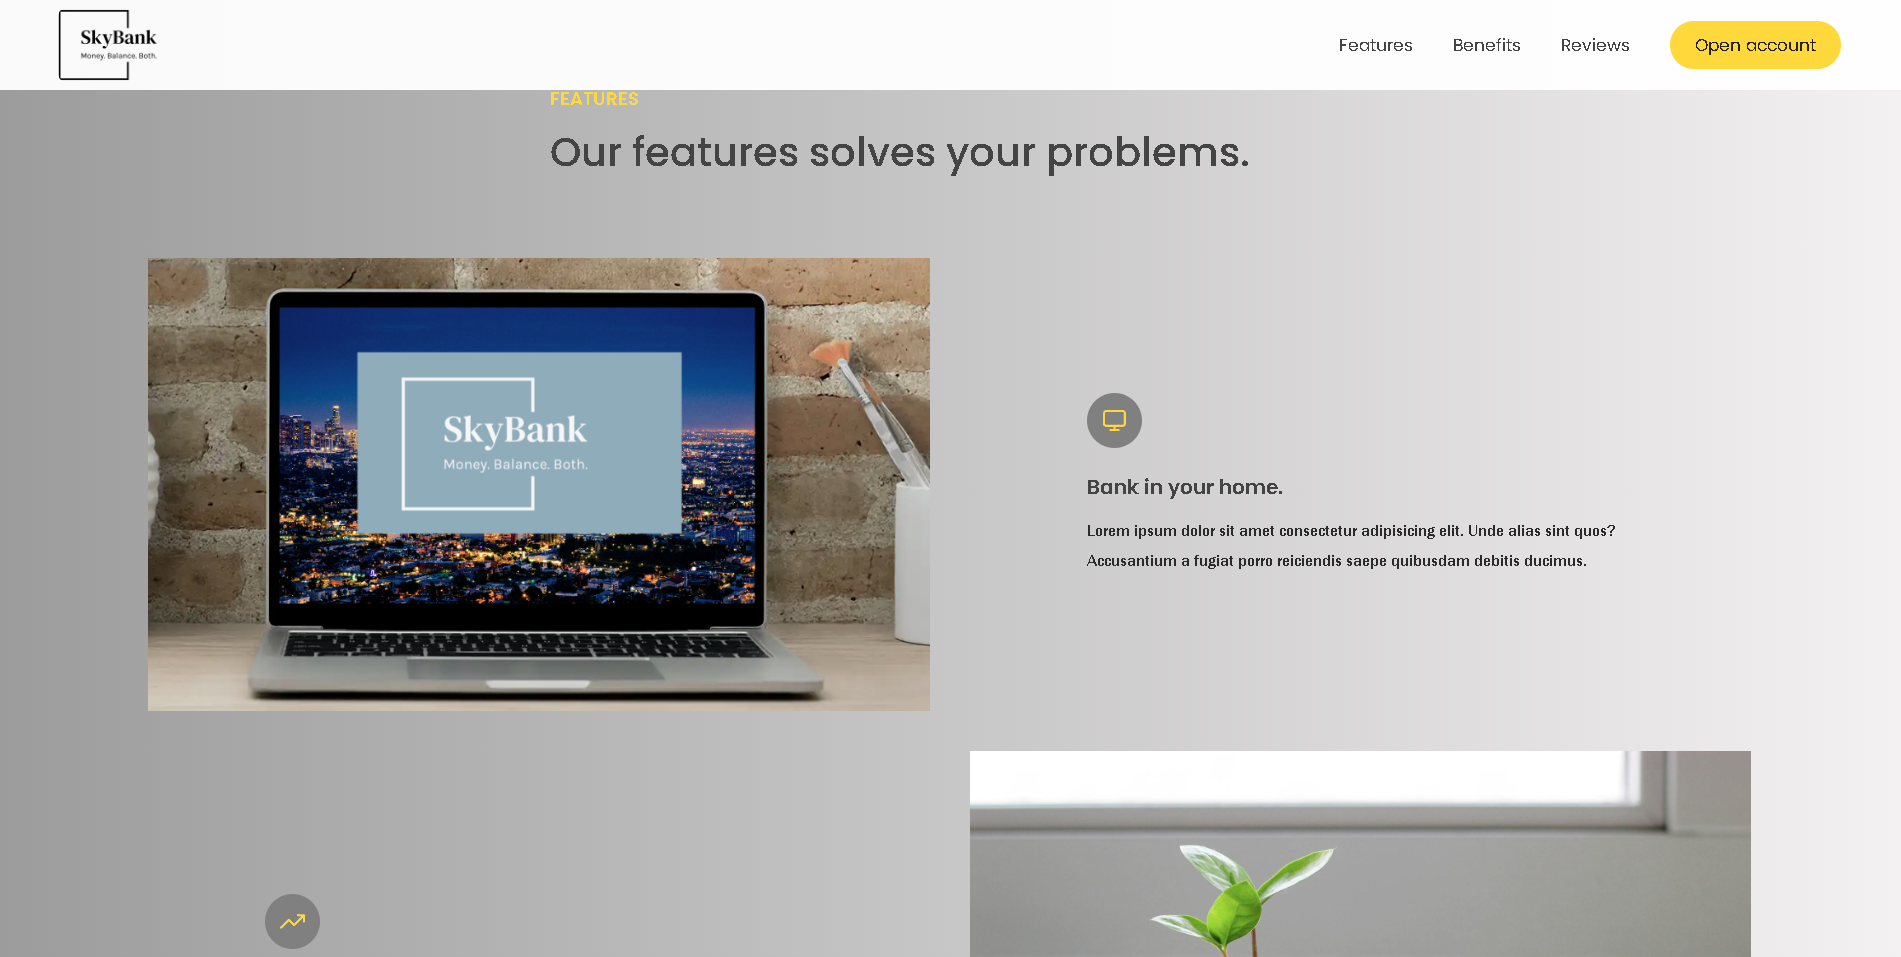 SkyBank
Money. Balance. Both.
Features
Benefits
Reviews
Open account
FEATURES
Our features solves your problems.
SkyBank
Money. Balance. Both.
Bank in your home.
Lorem ipsum dolor sit amet consectetur adipisicing elit. Unde alias sint quos?
Accusantium a fugiat porro reiciendis saepe quibusdam debitis ducimus.